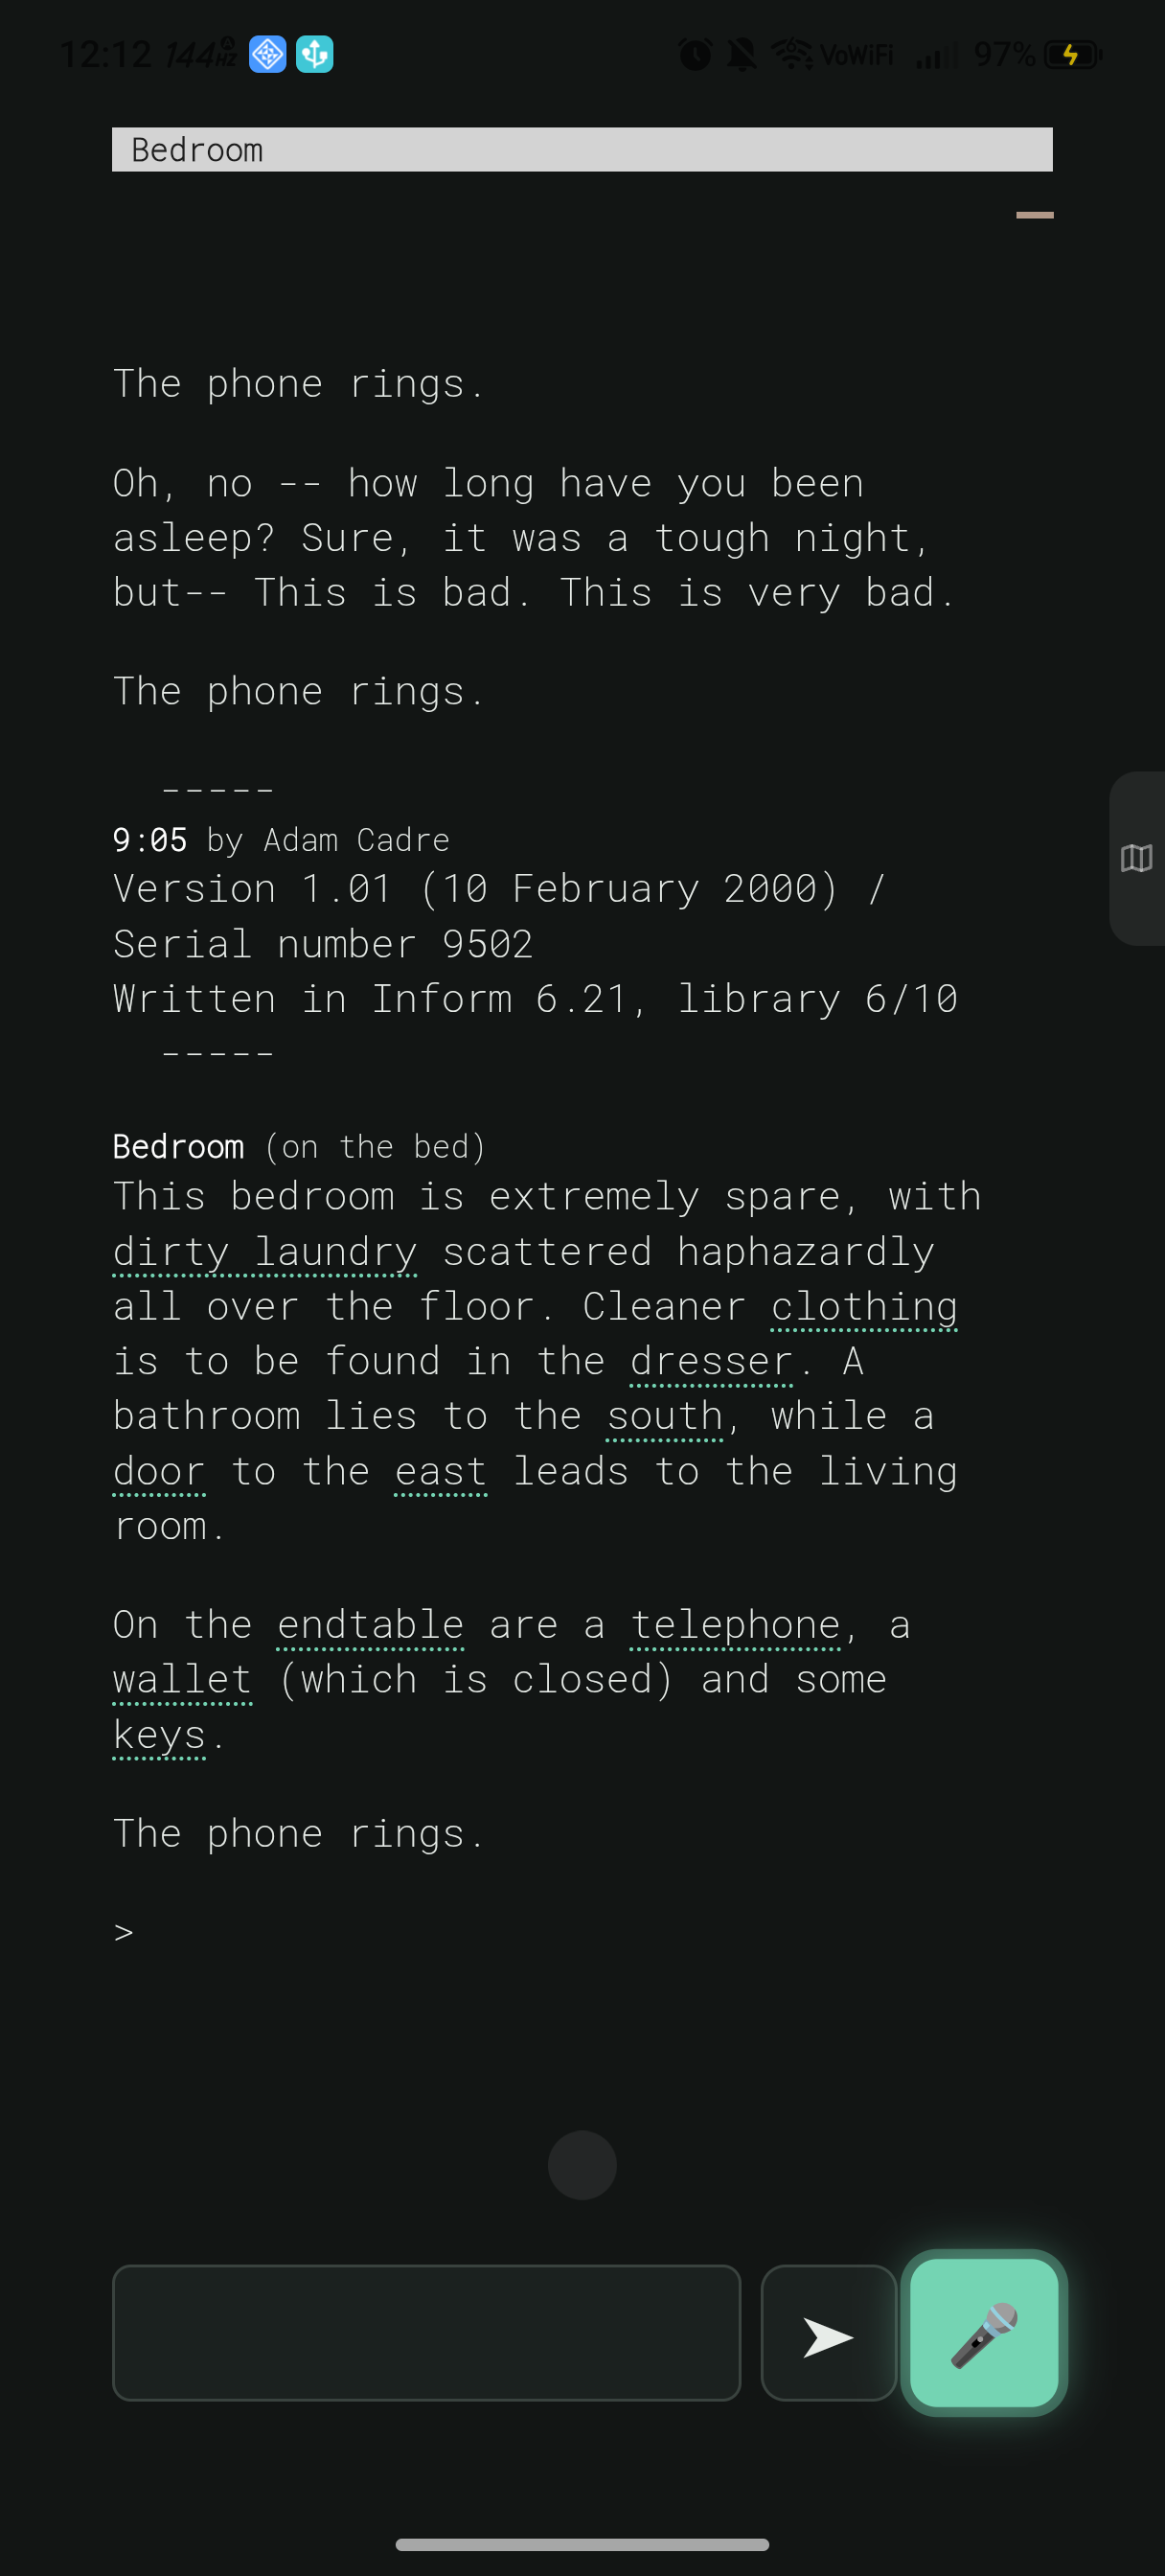 12:12 144Hz VoWiFi 97%
Bedroom
The phone rings.
Oh, no -- how long have you been
asleep? Sure, it was a tough night,
but-- This is bad. This is very bad.
The phone rings.
-----
9:05 by Adam Cadre
Version 1.01 (10 February 2000) /
Serial number 9502
Written in Inform 6.21, library 6/10
-----
Bedroom (on the bed)
This bedroom is extremely spare, with
dirty laundry scattered haphazardly
all over the floor. Cleaner clothing
is to be found in the dresser. A
bathroom lies to the south, while a
door to the east leads to the living
room.
On the endtable are a telephone, a
wallet (which is closed) and some
keys.
The phone rings.
>